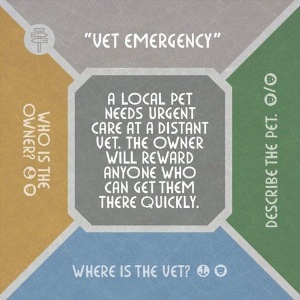 "VET EMERGENCY"
A LOCAL PET
NEEDS URGENT
CARE AT A DISTANT
VET. THE OWNER
WILL REWARD
ANYONE WHO
CAN GET THEM
THERE QUICKLY.
WHO IS THE
OWNER?
DESCRIBE THE PET.
WHERE IS THE VET?